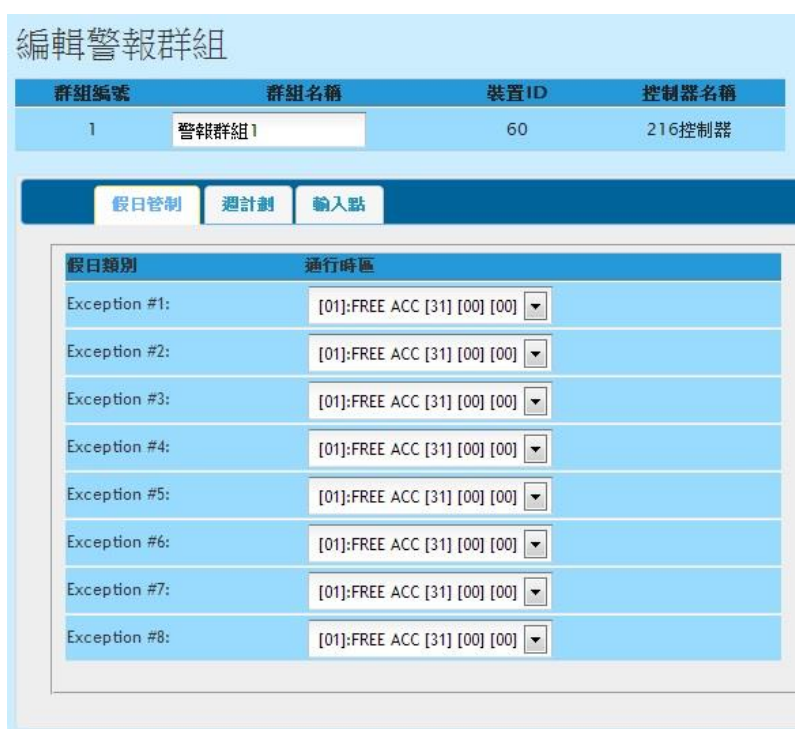 編輯警報群組
群組編號 群組名稱 裝置ID 控制器名稱
1 警報群組1 60 216控制器
假日管制 週計劃 輸入點
假日類別 通行時區
Exception #1: [01]:FREE ACC [31] [00] [00]
Exception #2: [01]:FREE ACC [31] [00] [00]
Exception #3: [01]:FREE ACC [31] [00] [00]
Exception #4: [01]:FREE ACC [31] [00] [00]
Exception #5: [01]:FREE ACC [31] [00] [00]
Exception #6: [01]:FREE ACC [31] [00] [00]
Exception #7: [01]:FREE ACC [31] [00] [00]
Exception #8: [01]:FREE ACC [31] [00] [00]